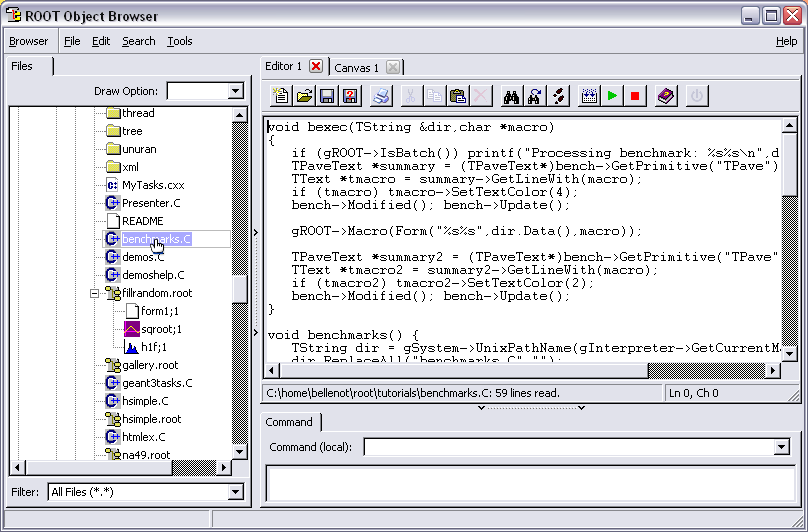 ROOT Object Browser
Browser File Edit Search Tools Help
Files
Draw Option:
thread
tree
unuran
xml
MyTasks.cxx
Presenter.C
README
benchmarks.C
demos.C
demoshelp.C
fillrandom.root
form1;1
sqroot;1
h1f;1
gallery.root
geant3tasks.C
hsimple.C
hsimple.root
htmlex.C
na49.root
Filter: All Files (*.*)
Editor 1 Canvas 1
void bexec(TString &dir,char *macro)
{
if (gROOT->IsBatch()) printf("Processing benchmark: %s%s\n",d
TPaveText *summary = (TPaveText*)bench->GetPrimitive("TPave")
TText *tmacro = summary->GetLineWith(macro);
if (tmacro) tmacro->SetTextColor(4);
bench->Modified(); bench->Update();
gROOT->Macro(Form("%s%s",dir.Data(),macro));
TPaveText *summary2 = (TPaveText*)bench->GetPrimitive("TPave"
TText *tmacro2 = summary2->GetLineWith(macro);
if (tmacro2) tmacro2->SetTextColor(2);
bench->Modified(); bench->Update();
}
void benchmarks() {
TString dir = gSystem->UnixPathName(gInterpreter->GetCurrentMa
dir.ReplaceAll("benchmarks.C","");
C:\home\bellenot\root\tutorials\benchmarks.C: 59 lines read. Ln 0, Ch 0
Command
Command (local):